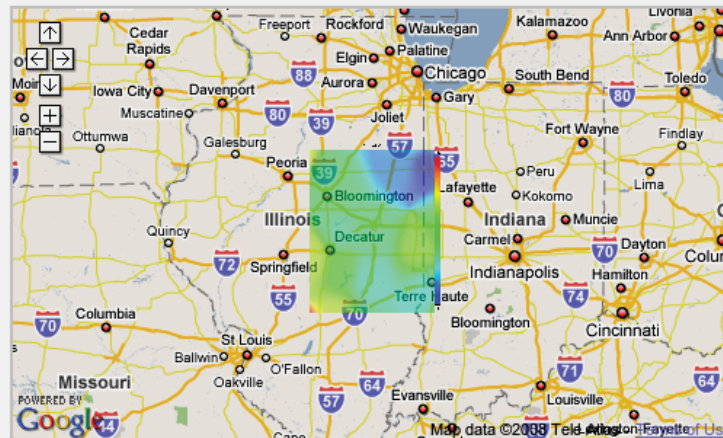 Freeport
Rockford
Waukegan
Kalamazoo
Livonia
Cedar
Rapids
Elgin
Palatine
Ann Arbor
88
Aurora
Chicago
South Bend
Toledo
Iowa City
Davenport
Gary
80
Muscatine
80
39
Joliet
Ottumwa
Galesburg
57
Fort Wayne
Findlay
Peoria
39
65
Peru
Lima
Bloomington
Lafayette
Kokomo
Illinois
Indiana
Muncie
Quincy
Decatur
Carmel
70
Dayton
72
Springfield
Indianapolis
Hamilton
55
Terre Haute
74
70
Columbia
70
Bloomington
Cincinnati
St Louis
Ballwin
O'Fallon
Oakville
71
Missouri
64
64
57
Evansville
Louisville
POWERED BY
Google
44
Map data ©2008 Tele Atlas